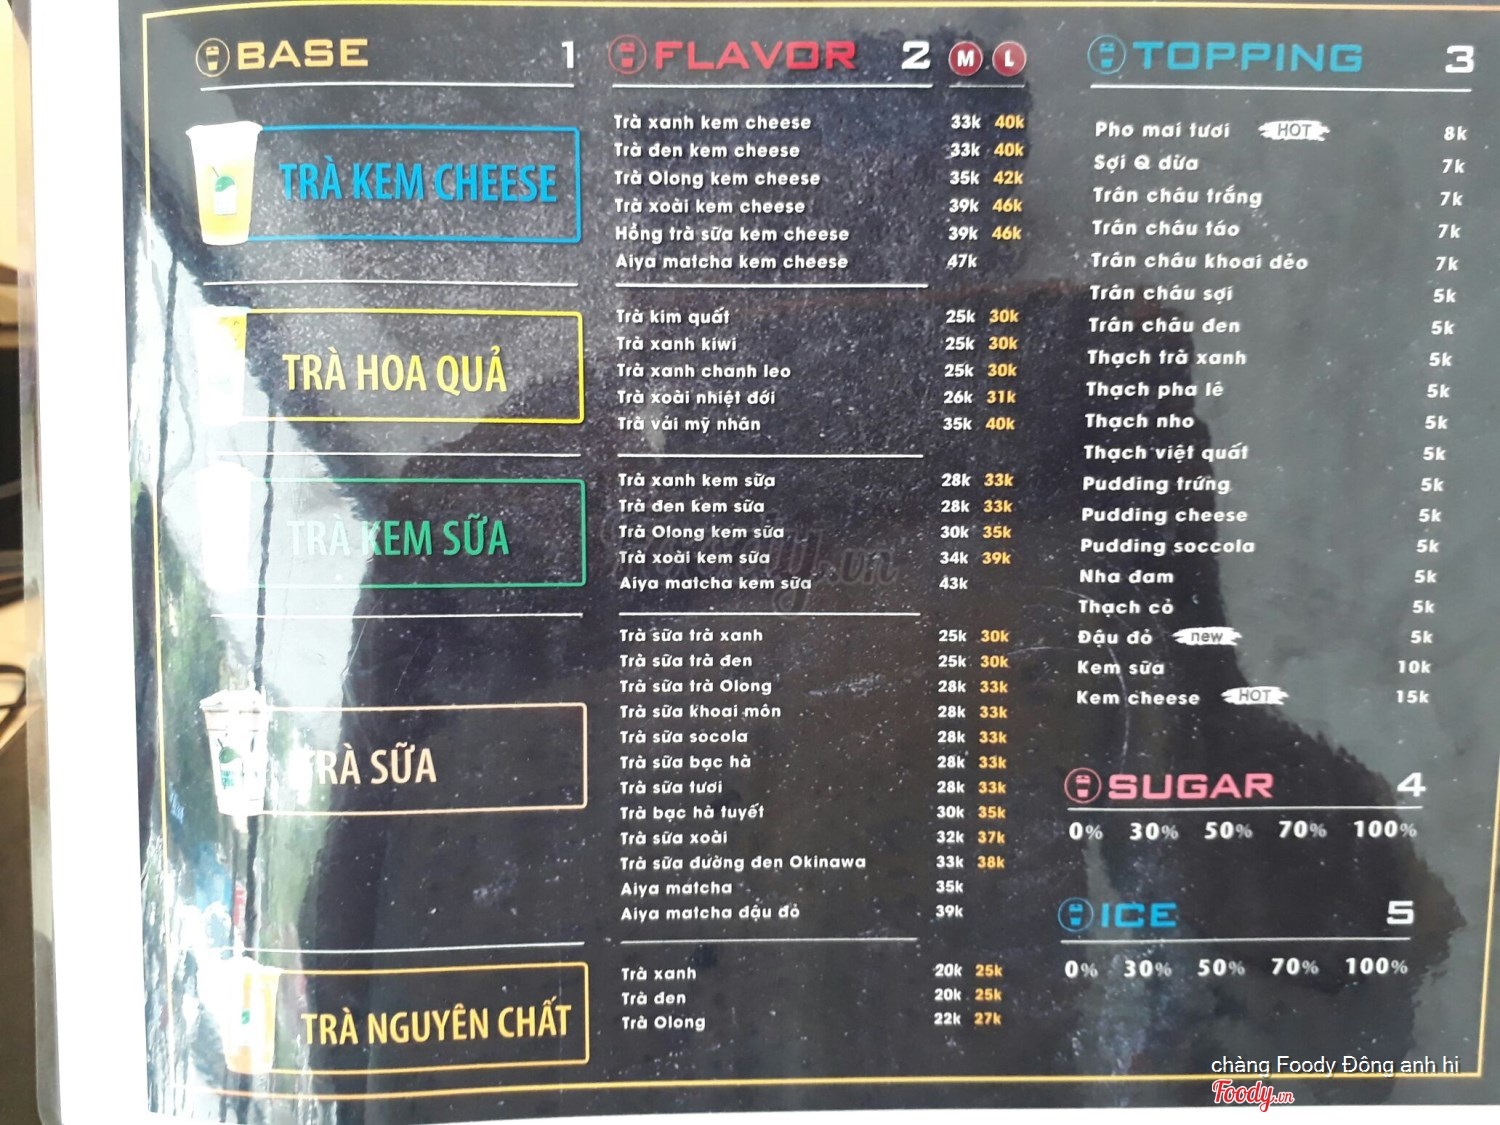 BASE 1
TRÀ KEM CHEESE
TRÀ HOA QUẢ
TRÀ KEM SỮA
TRÀ SỮA
TRÀ NGUYÊN CHẤT
FLAVOR 2 M L
Trà xanh kem cheese 33k 40k
Trà đen kem cheese 33k 40k
Trà Olong kem cheese 35k 42k
Trà xoài kem cheese 39k 46k
Hồng trà sữa kem cheese 39k 46k
Aiya matcha kem cheese 47k
Trà kim quất 25k 30k
Trà xanh kiwi 25k 30k
Trà xanh chanh leo 25k 30k
Trà xoài nhiệt đới 26k 31k
Trà vải mỹ nhân 35k 40k
Trà xanh kem sữa 28k 33k
Trà đen kem sữa 28k 33k
Trà Olong kem sữa 30k 35k
Trà xoài kem sữa 34k 39k
Aiya matcha kem sữa 43k
Trà sữa trà xanh 25k 30k
Trà sữa trà đen 25k 30k
Trà sữa trà Olong 28k 33k
Trà sữa khoai môn 28k 33k
Trà sữa socola 28k 33k
Trà sữa bạc hà 28k 33k
Trà sữa tươi 28k 33k
Trà bạc hà tuyết 30k 35k
Trà sữa xoài 32k 37k
Trà sữa đường đen Okinawa 33k 38k
Aiya matcha 35k
Aiya matcha đậu đỏ 39k
Trà xanh 20k 25k
Trà đen 20k 25k
Trà Olong 22k 27k
TOPPING 3
Pho mai tươi HOT 8k
Sợi Q dừa 7k
Trân châu trắng 7k
Trân châu táo 7k
Trân châu khoai dẻo 7k
Trân châu sợi 5k
Trân châu đen 5k
Thạch trà xanh 5k
Thạch pha lê 5k
Thạch nho 5k
Thạch việt quất 5k
Pudding trứng 5k
Pudding cheese 5k
Pudding soccola 5k
Nha đam 5k
Thạch cỏ 5k
Đậu đỏ new 5k
Kem sữa 10k
Kem cheese HOT 15k
SUGAR 4
0% 30% 50% 70% 100%
ICE 5
0% 30% 50% 70% 100%
chàng Foody Đông anh hi
Foody.vn